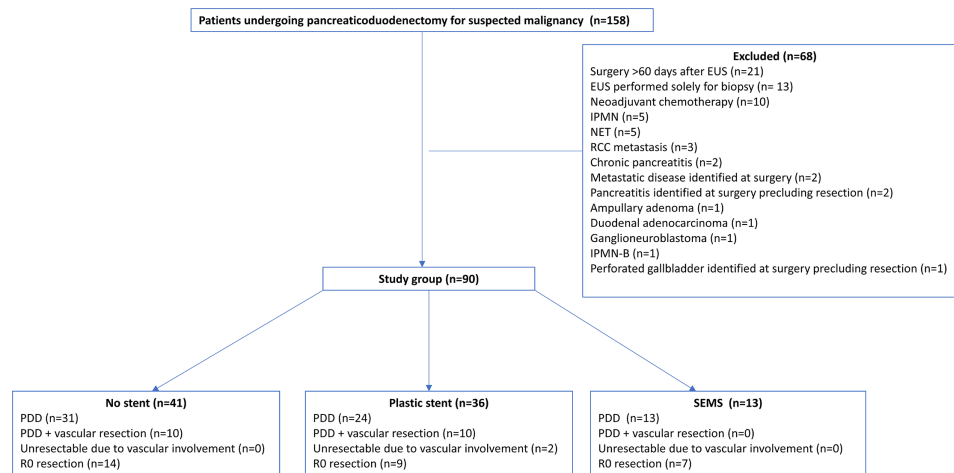 Patients undergoing pancreaticoduodenectomy for suspected malignancy (n=158)
Excluded (n=68)
Surgery >60 days after EUS (n=21)
EUS performed solely for biopsy (n= 13)
Neoadjuvant chemotherapy (n=10)
IPMN (n=5)
NET (n=5)
RCC metastasis (n=3)
Chronic pancreatitis (n=2)
Metastatic disease identified at surgery (n=2)
Pancreatitis identified at surgery precluding resection (n=2)
Ampullary adenoma (n=1)
Duodenal adenocarcinoma (n=1)
Ganglioneuroblastoma (n=1)
IPMN-B (n=1)
Perforated gallbladder identified at surgery precluding resection (n=1)
Study group (n=90)
No stent (n=41)
PDD (n=31)
PDD + vascular resection (n=10)
Unresectable due to vascular involvement (n=0)
R0 resection (n=14)
Plastic stent (n=36)
PDD (n=24)
PDD + vascular resection (n=10)
Unresectable due to vascular involvement (n=2)
R0 resection (n=9)
SEMS (n=13)
PDD (n=13)
PDD + vascular resection (n=0)
Unresectable due to vascular involvement (n=0)
R0 resection (n=7)